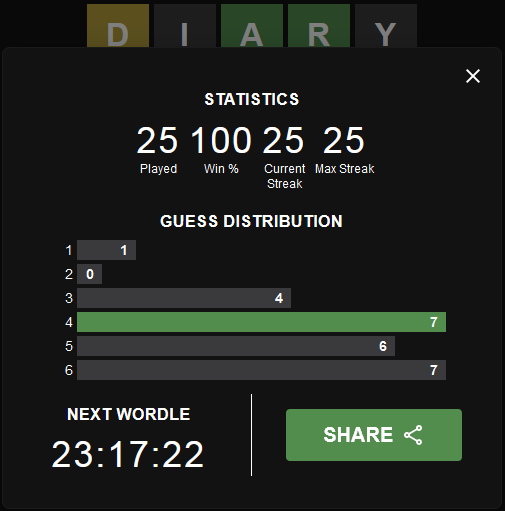 D I A R Y
STATISTICS
25 100 25 25
Played Win % Current Streak Max Streak
GUESS DISTRIBUTION
1 1
2 0
3 4
4 7
5 6
6 7
NEXT WORDLE
23:17:22
SHARE